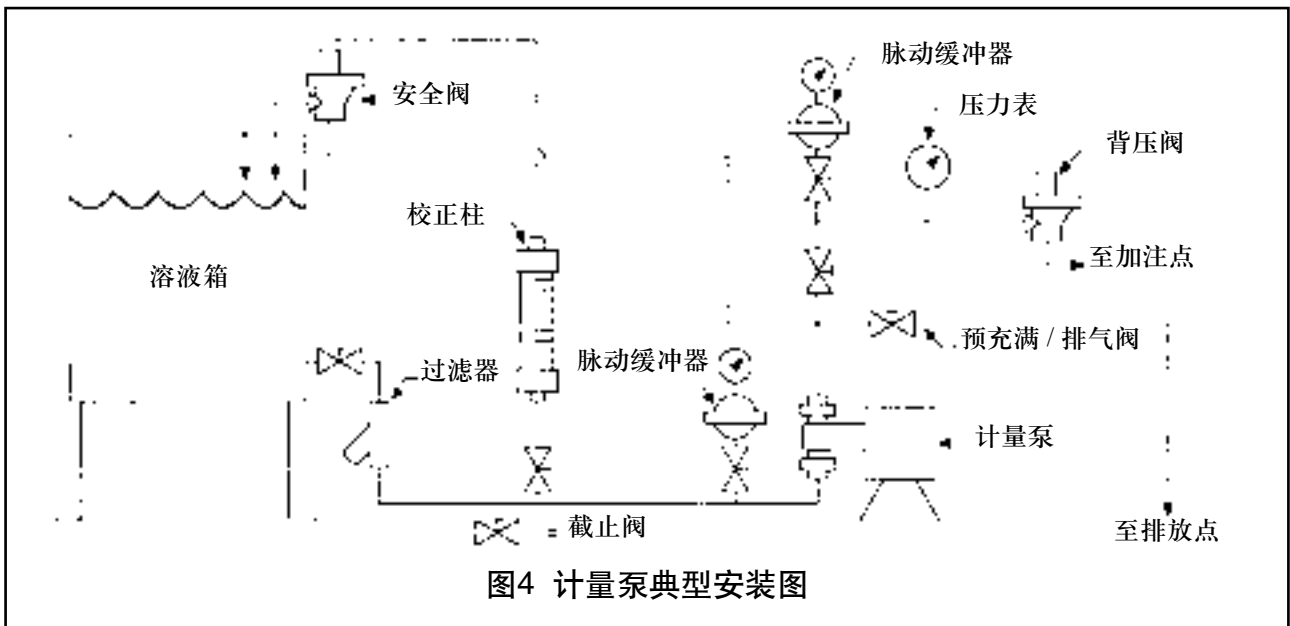 脉动缓冲器
安全阀
压力表
背压阀
校正柱
至加注点
溶液箱
预充满 / 排气阀
过滤器
脉动缓冲器
计量泵
= 截止阀
至排放点
图4 计量泵典型安装图